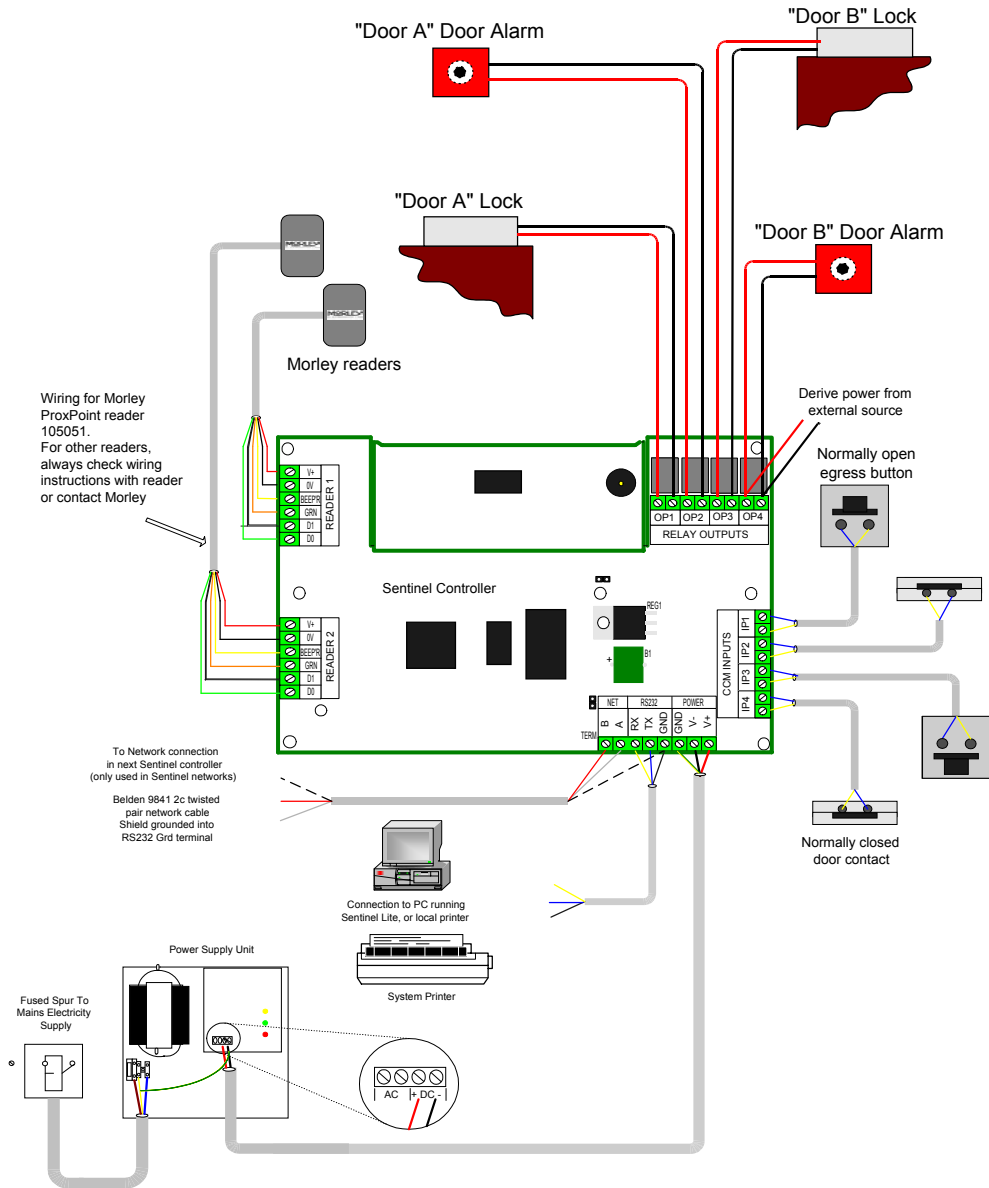 "Door B" Lock
"Door A" Door Alarm
"Door A" Lock
"Door B" Door Alarm
MORLEY
MORLEY
Morley readers
Wiring for Morley
ProxPoint reader
105051.
For other readers,
always check wiring
instructions with reader
or contact Morley
Derive power from
external source
Normally open
egress button
V+
0V
BEEP'R
GRN
D1
D0
READER 1
OP1 OP2 OP3 OP4
RELAY OUTPUTS
Sentinel Controller
REG1
B1
+
V+
0V
BEEP'R
GRN
D1
D0
READER 2
CCM INPUTS
IP1
IP2
IP3
IP4
NET RS232 POWER
B A RX TX GND GND V- V+
TERM
To Network connection
in next Sentinel controller
(only used in Sentinel networks)
Belden 9841 2c twisted
pair network cable
Shield grounded into
RS232 Grd terminal
Normally closed
door contact
Connection to PC running
Sentinel Lite, or local printer
System Printer
Power Supply Unit
Fused Spur To
Mains Electricity
Supply
AC + DC -